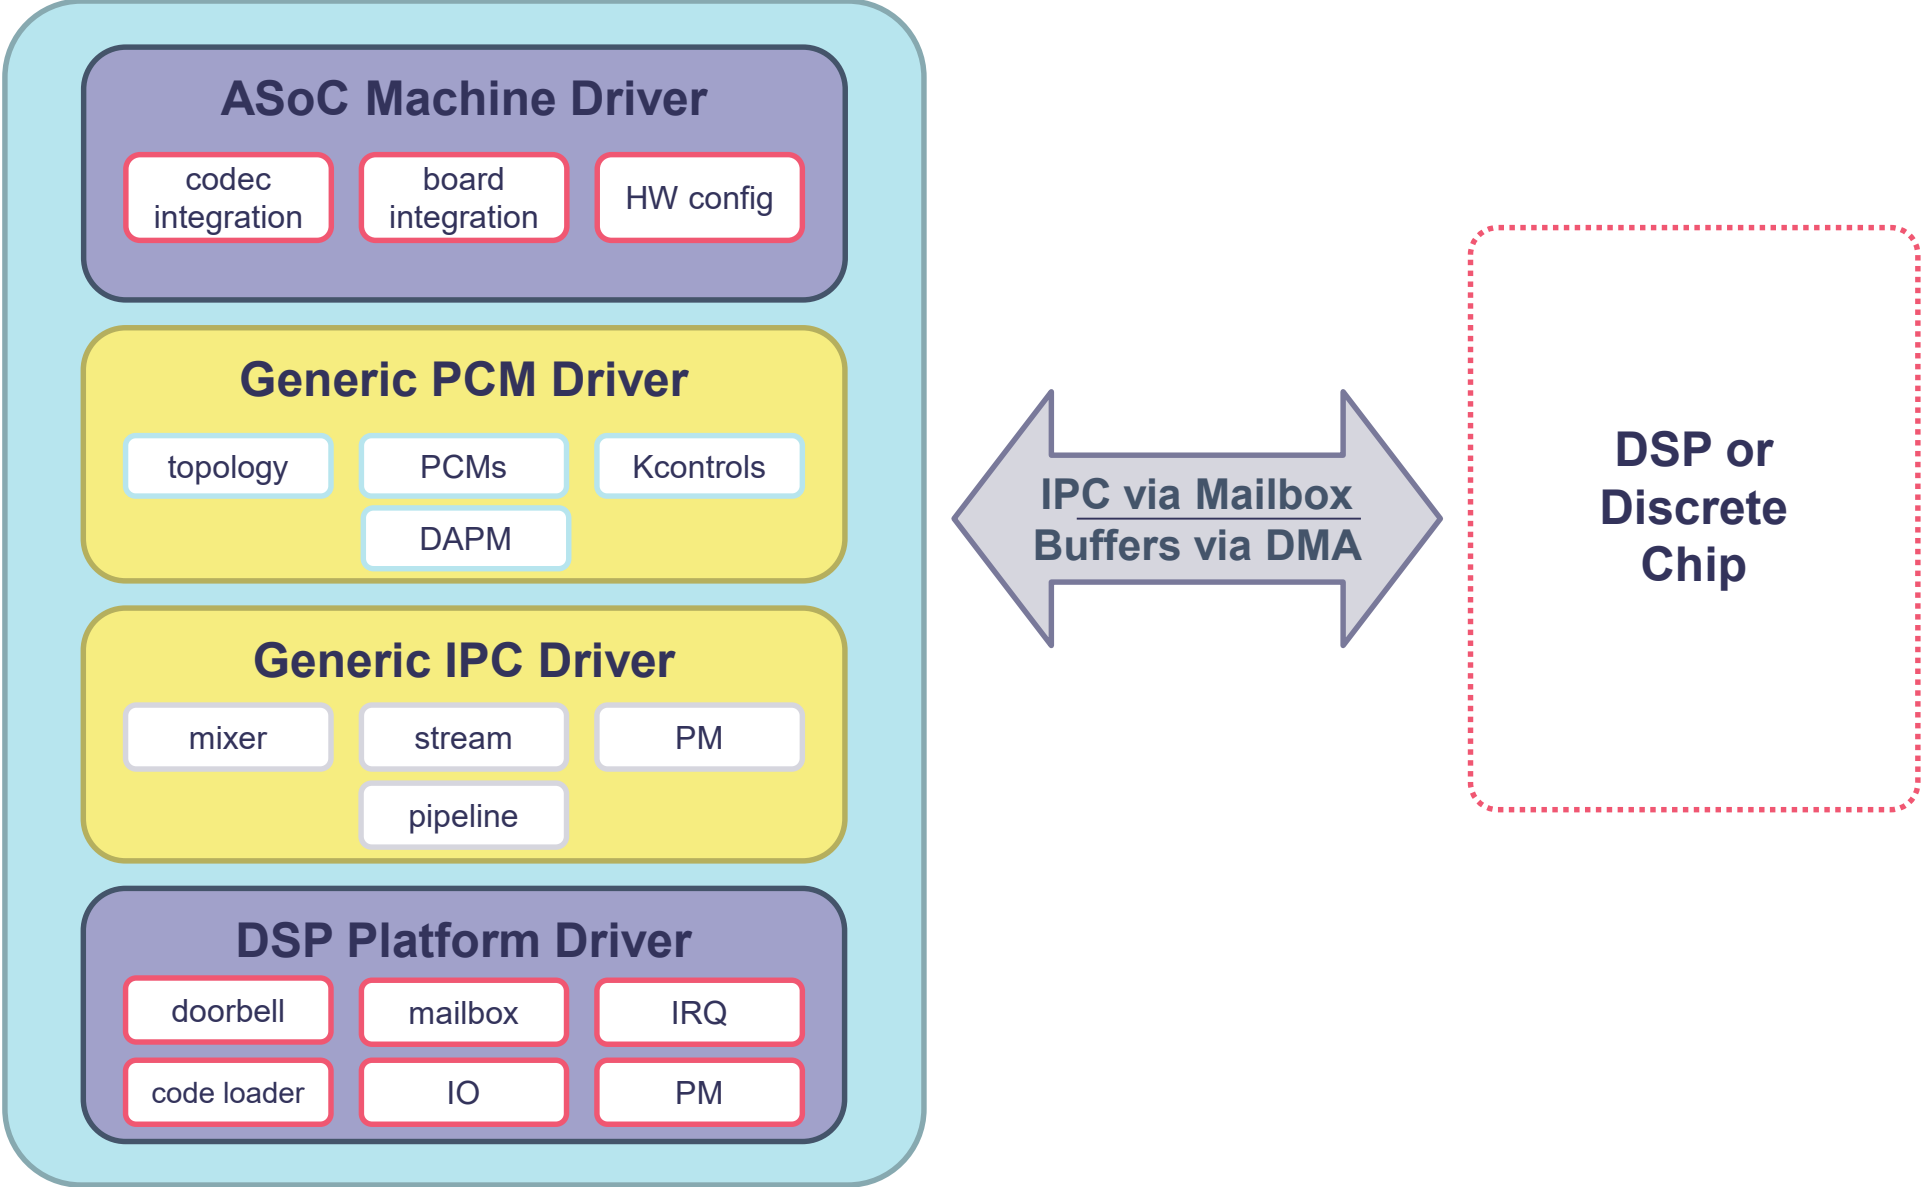 ASoC Machine Driver
codec
integration
board
integration
HW config
Generic PCM Driver
topology
PCMs
Kcontrols
DAPM
Generic IPC Driver
mixer
stream
PM
pipeline
DSP Platform Driver
doorbell
mailbox
IRQ
code loader
IO
PM
IPC via Mailbox
Buffers via DMA
DSP or
Discrete
Chip